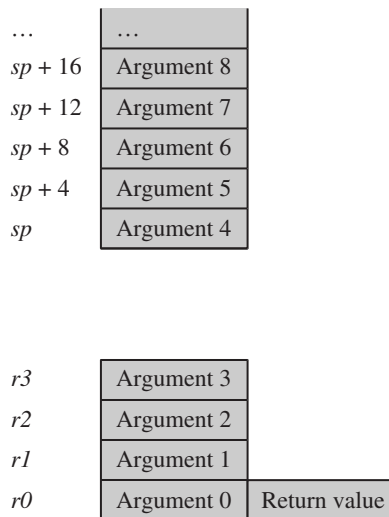 … …
sp + 16 Argument 8
sp + 12 Argument 7
sp + 8 Argument 6
sp + 4 Argument 5
sp Argument 4
r3 Argument 3
r2 Argument 2
r1 Argument 1
r0 Argument 0 Return value